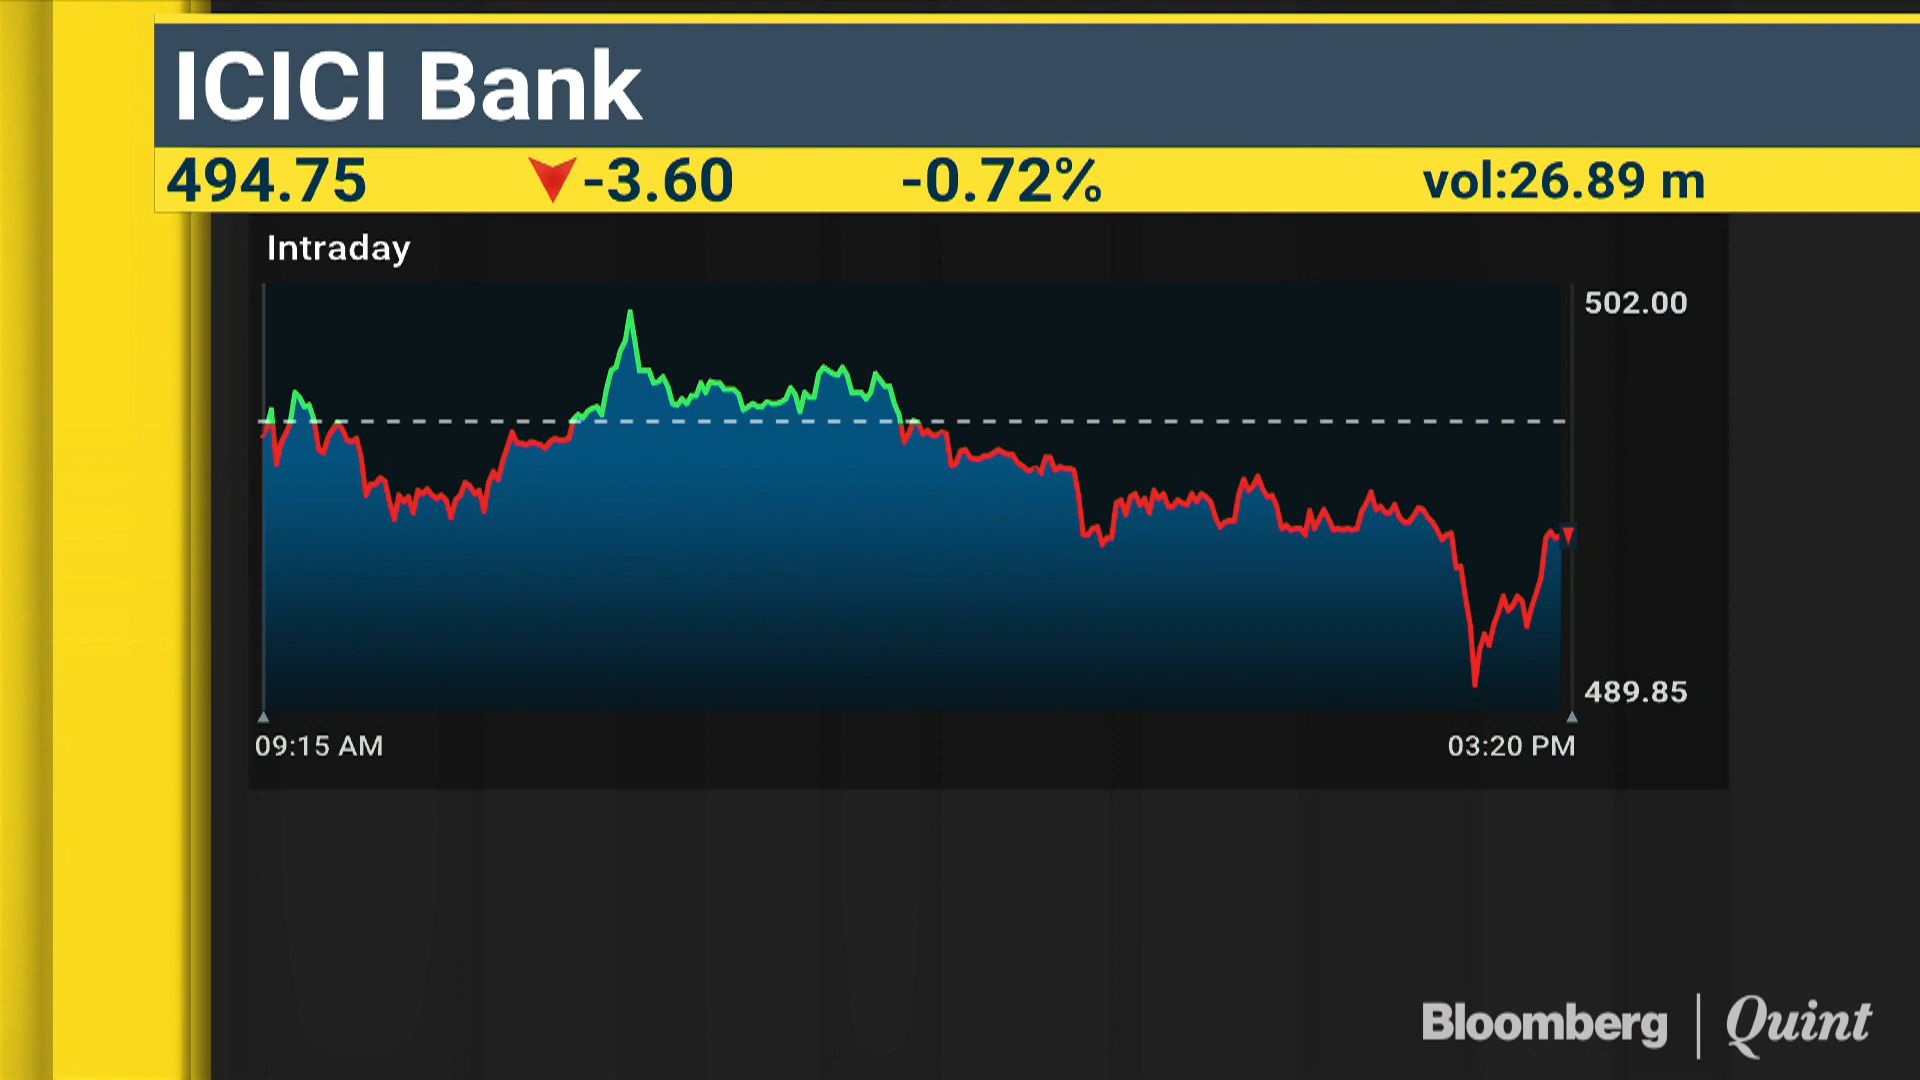 ICICI Bank
494.75 -3.60 -0.72% vol:26.89 m
Intraday
502.00
489.85
09:15 AM 03:20 PM
Bloomberg | Quint